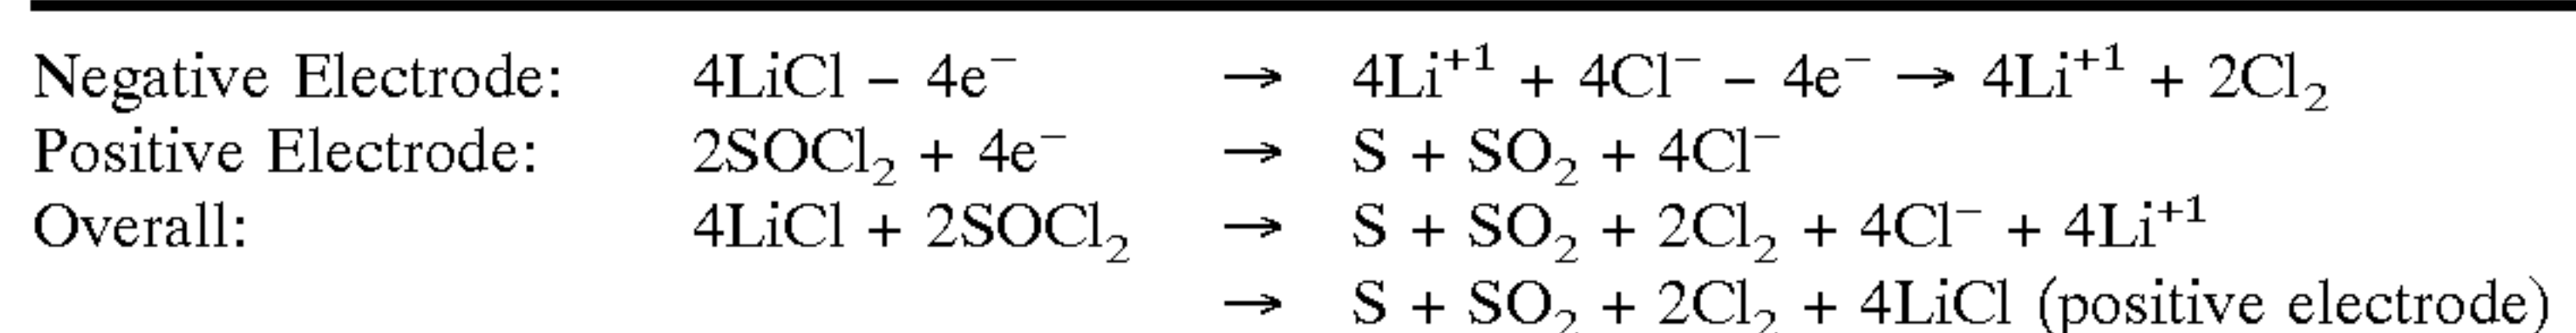 Negative Electrode: 4LiCl – 4e⁻ → 4Li⁺¹ + 4Cl⁻ – 4e⁻ → 4Li⁺¹ + 2Cl₂
Positive Electrode: 2SOCl₂ + 4e⁻ → S + SO₂ + 4Cl⁻
Overall: 4LiCl + 2SOCl₂ → S + SO₂ + 2Cl₂ + 4Cl⁻ + 4Li⁺¹
→ S + SO₂ + 2Cl₂ + 4LiCl (positive electrode)